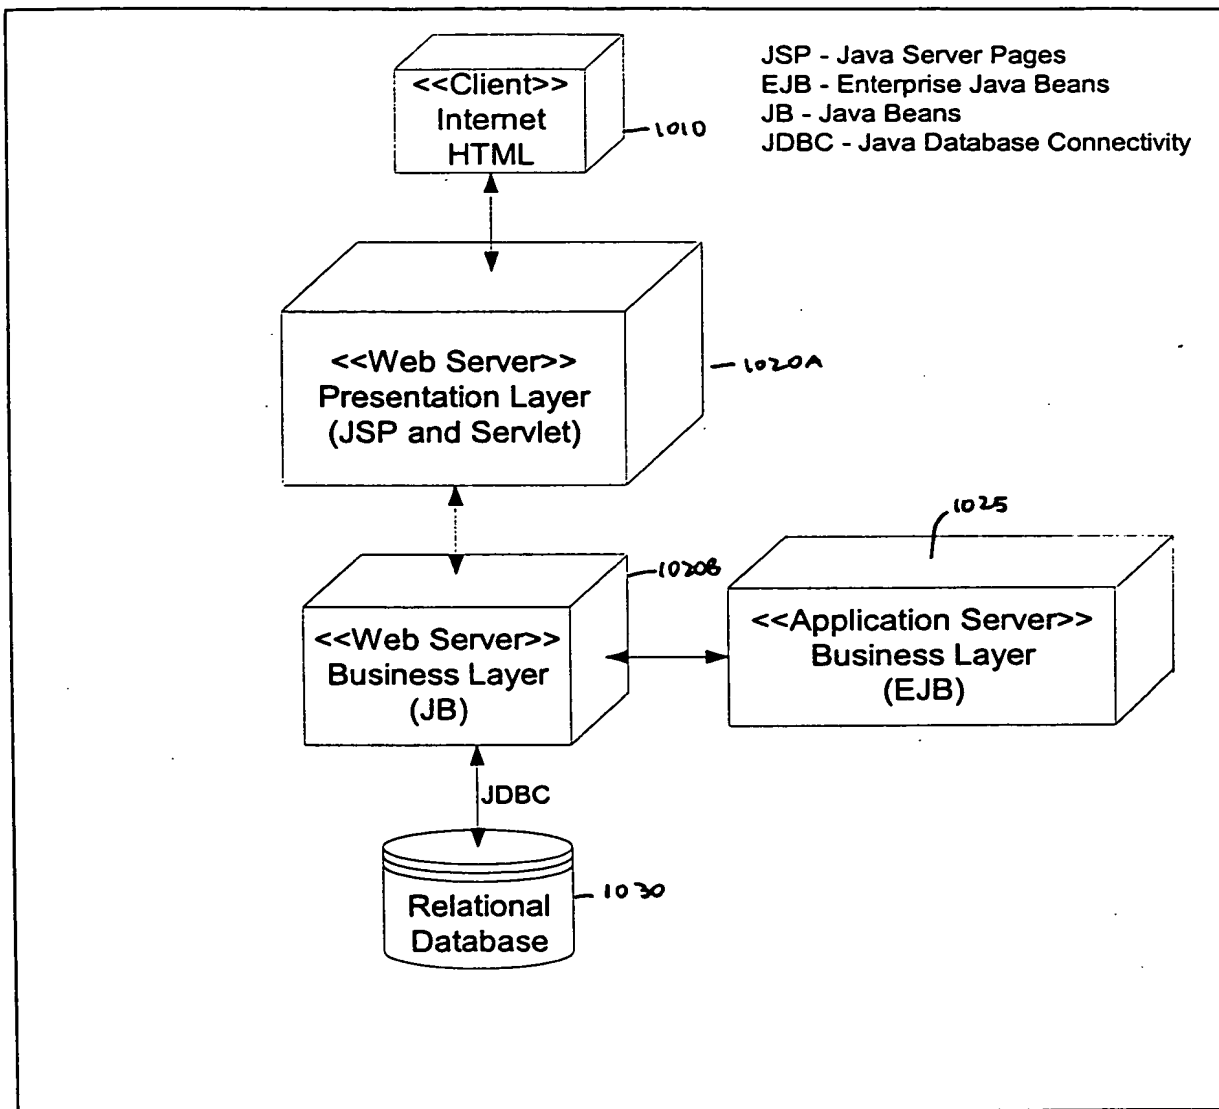 <<Client>>
Internet
HTML
1010
JSP - Java Server Pages
EJB - Enterprise Java Beans
JB - Java Beans
JDBC - Java Database Connectivity
<<Web Server>>
Presentation Layer
(JSP and Servlet)
1020A
1025
1020B
<<Web Server>>
Business Layer
(JB)
<<Application Server>>
Business Layer
(EJB)
JDBC
Relational
Database
1030